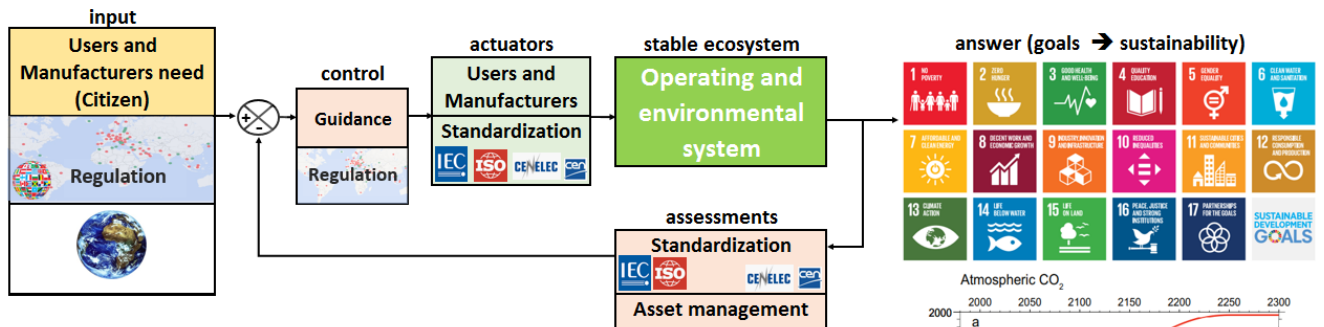 input
Users and
Manufacturers need
(Citizen)
Regulation
+
-
control
Guidance
Regulation
actuators
Users and
Manufacturers
Standardization
IEC ISO CENELEC cen
stable ecosystem
Operating and
environmental
system
assessments
Standardization
IEC ISO CENELEC cen
Asset management
answer (goals ➔ sustainability)
1 NO
POVERTY
2 ZERO
HUNGER
3 GOOD HEALTH
AND WELL-BEING
4 QUALITY
EDUCATION
5 GENDER
EQUALITY
6 CLEAN WATER
AND SANITATION
7 AFFORDABLE AND
CLEAN ENERGY
8 DECENT WORK AND
ECONOMIC GROWTH
9 INDUSTRY, INNOVATION
AND INFRASTRUCTURE
10 REDUCED
INEQUALITIES
11 SUSTAINABLE CITIES
AND COMMUNITIES
12 RESPONSIBLE
CONSUMPTION
AND PRODUCTION
13 CLIMATE
ACTION
14 LIFE
BELOW WATER
15 LIFE
ON LAND
16 PEACE, JUSTICE
AND STRONG
INSTITUTIONS
17 PARTNERSHIPS
FOR THE GOALS
SUSTAINABLE
DEVELOPMENT
GOALS
Atmospheric CO2
2000 2050 2100 2150 2200 2250 2300
2000
a